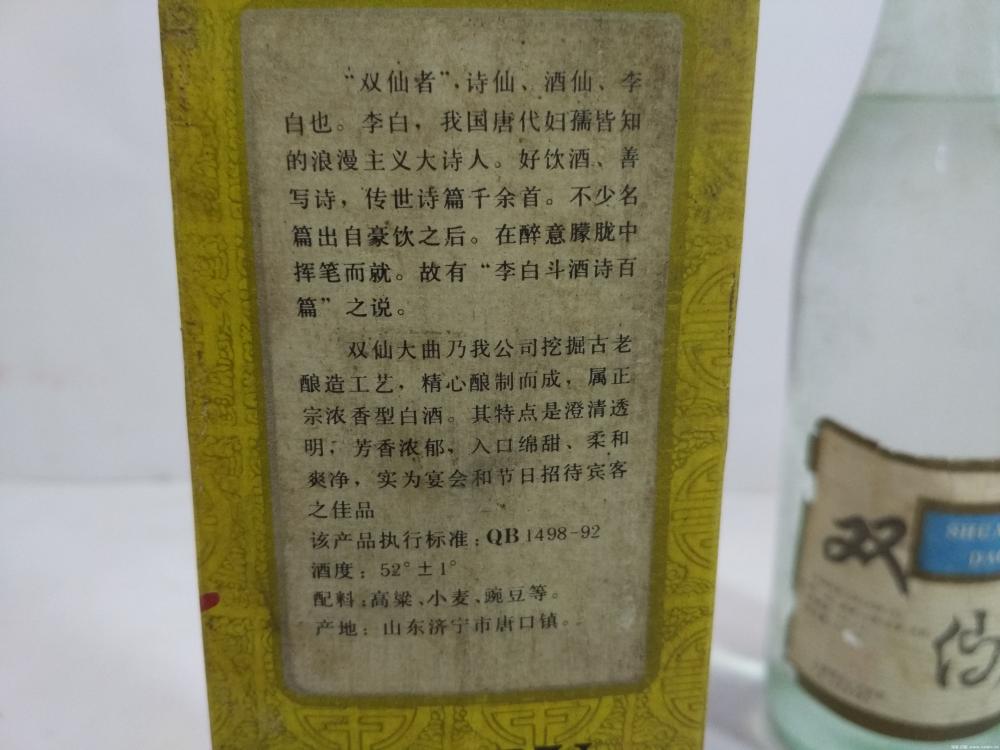 “双仙者”，诗仙、酒仙、李
白也。李白，我国唐代妇孺皆知
的浪漫主义大诗人。好饮酒、善
写诗，传世诗篇千余首。不少名
篇出自豪饮之后。在醉意朦胧中
挥笔而就。故有“李白斗酒诗百
篇”之说。
双仙大曲乃我公司挖掘古老
酿造工艺，精心酿制而成，属正
宗浓香型白酒。其特点是澄清透
明，芳香浓郁，入口绵甜、柔和
爽净，实为宴会和节日招待宾客
之佳品
该产品执行标准：QB 1498-92
酒度：52°±1°
配料：高粱、小麦、豌豆等。
产地：山东济宁市唐口镇。
双
仙
SHUA
DA